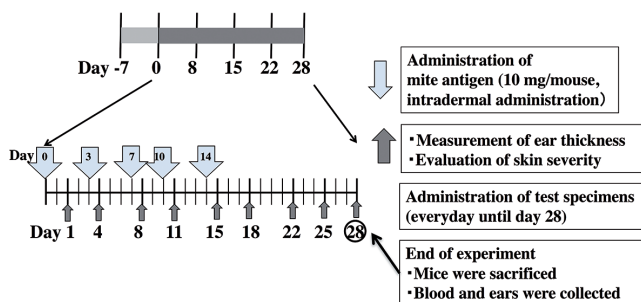 Day -7 0 8 15 22 28
Day 0 3 7 10 14
Day 1 4 8 11 15 18 22 25 28
Administration of
mite antigen (10 mg/mouse,
intradermal administration)
・Measurement of ear thickness
・Evaluation of skin severity
Administration of test specimens
(everyday until day 28)
End of experiment
・Mice were sacrificed
・Blood and ears were collected